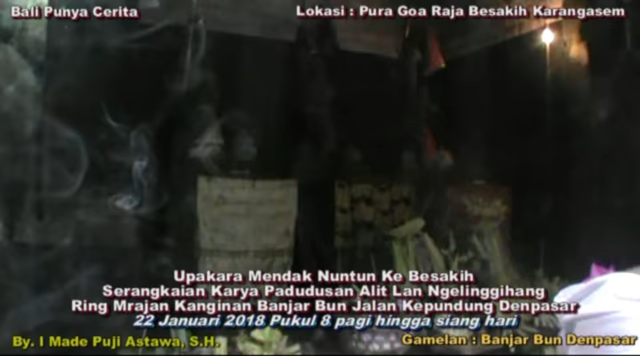 Bali Punya Cerita
Lokasi : Pura Goa Raja Besakih Karangasem
Upakara Mendak Nuntun Ke Besakih
Serangkaian Karya Padudusan Alit Lan Ngelinggihang
Ring Mrajan Kanginan Banjar Bun Jalan Kepundung Denpasar
22 Januari 2018 Pukul 8 pagi hingga siang hari
By. I Made Puji Astawa, S.H.
Gamelan : Banjar Bun Denpasar